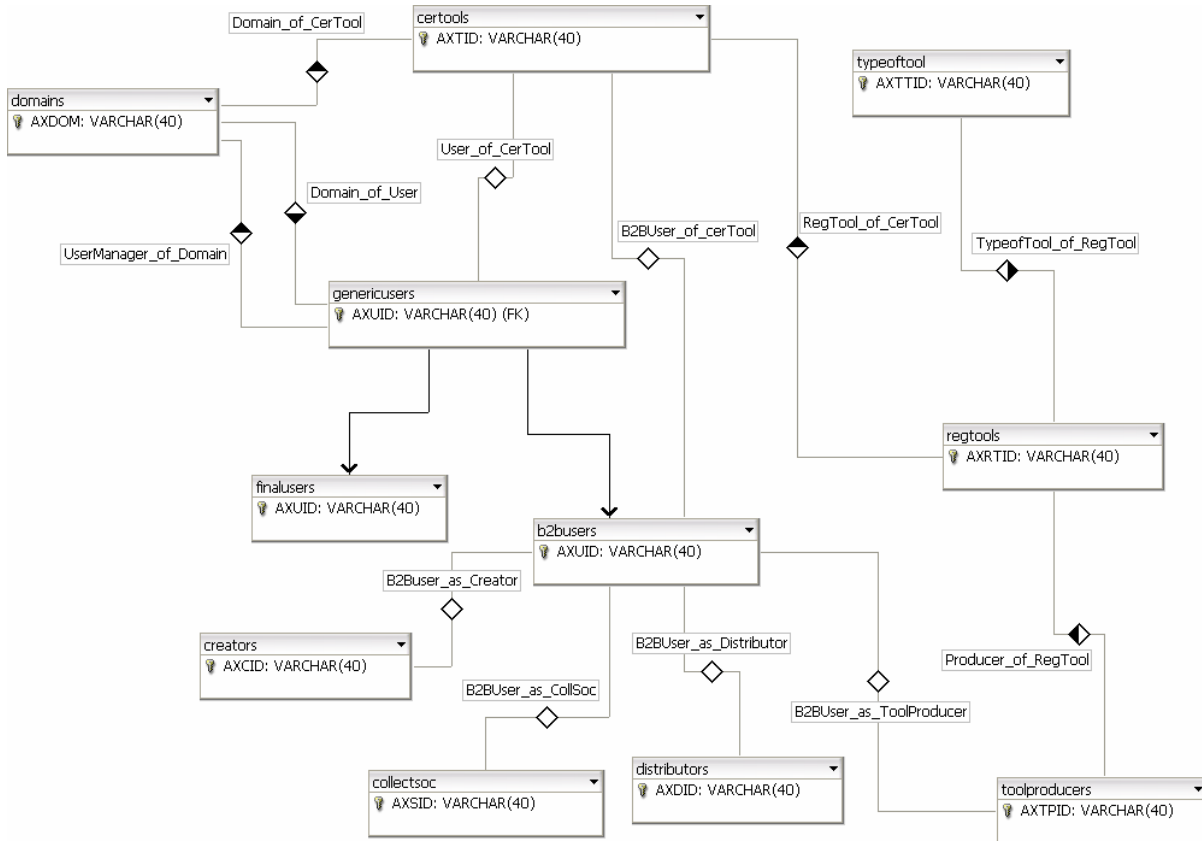 Domain_of_CerTool
certools
AXTID: VARCHAR(40)
typeoftool
AXTTID: VARCHAR(40)
domains
AXDOM: VARCHAR(40)
User_of_CerTool
Domain_of_User
B2BUser_of_cerTool
RegTool_of_CerTool
TypeofTool_of_RegTool
UserManager_of_Domain
genericusers
AXUID: VARCHAR(40) (FK)
regtools
AXRTID: VARCHAR(40)
finalusers
AXUID: VARCHAR(40)
b2busers
AXUID: VARCHAR(40)
B2Buser_as_Creator
creators
AXCID: VARCHAR(40)
B2BUser_as_Distributor
Producer_of_RegTool
B2BUser_as_CollSoc
B2BUser_as_ToolProducer
collectsoc
AXSID: VARCHAR(40)
distributors
AXDID: VARCHAR(40)
toolproducers
AXTPID: VARCHAR(40)